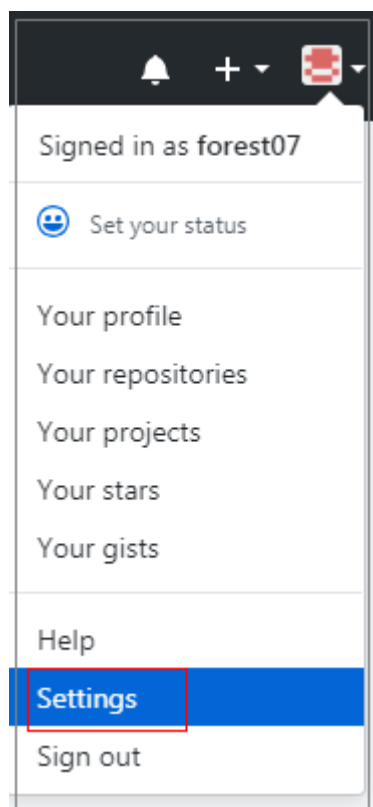 Signed in as forest07
Set your status
Your profile
Your repositories
Your projects
Your stars
Your gists
Help
Settings
Sign out